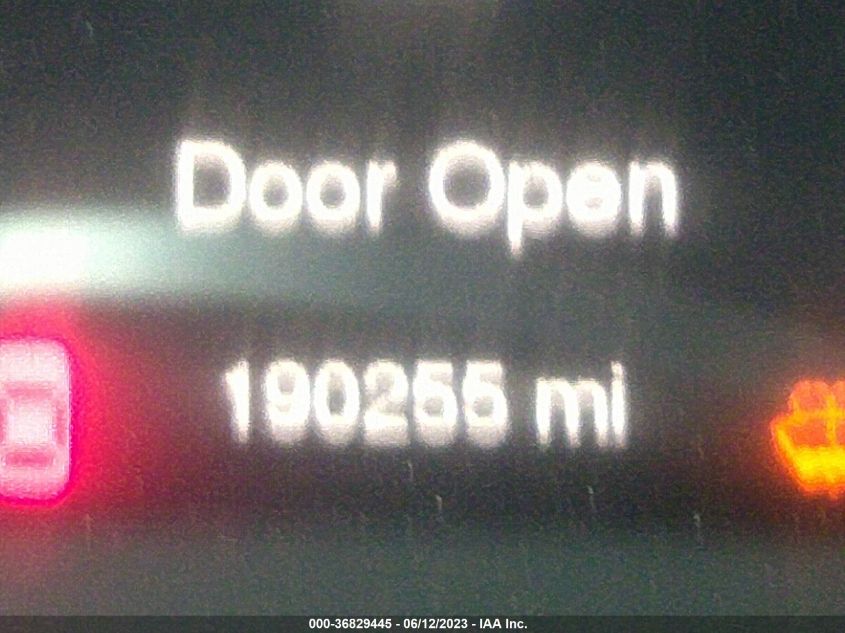 Door Open
190255 mi
000-36829445 - 06/12/2023 - IAA Inc.